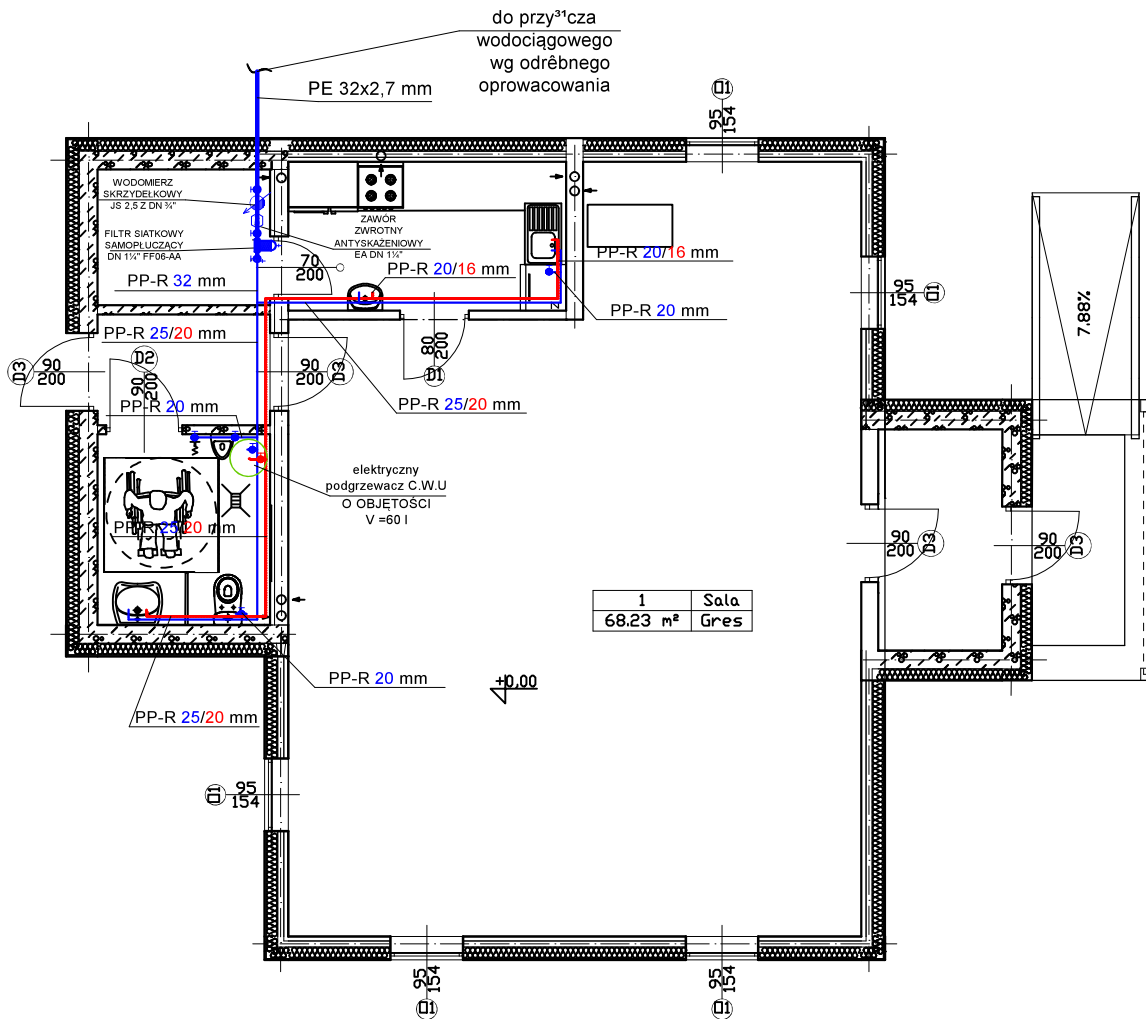 do przy³¹cza
wodociągowego
wg odrêbnego
oprowacowania
PE 32x2,7 mm
O1
95
154
WODOMIERZ
SKRZYDEŁKOWY
JS 2,5 Z DN ¾"
FILTR SIATKOWY
SAMOPŁUCZĄCY
DN 1¼" FF06-AA
ZAWÓR
ZWROTNY
ANTYSKAŻENIOWY
EA DN 1¼"
70
200
PP-R 32 mm
PP-R 20/16 mm
PP-R 20/16 mm
PP-R 20 mm
95
154
O1
7.88%
PP-R 25/20 mm
D3
90
200
D2
90
200
90
200
D3
80
200
D1
PP-R 20 mm
PP-R 25/20 mm
elektryczny
podgrzewacz C.W.U
O OBJĘTOŚCI
V =60 l
PP-R 25/20 mm
90
200
D3
90
200
D3
1 Sala
68.23 m² Gres
PP-R 20 mm
+0,00
PP-R 25/20 mm
O1
95
154
95
154
O1
95
154
O1